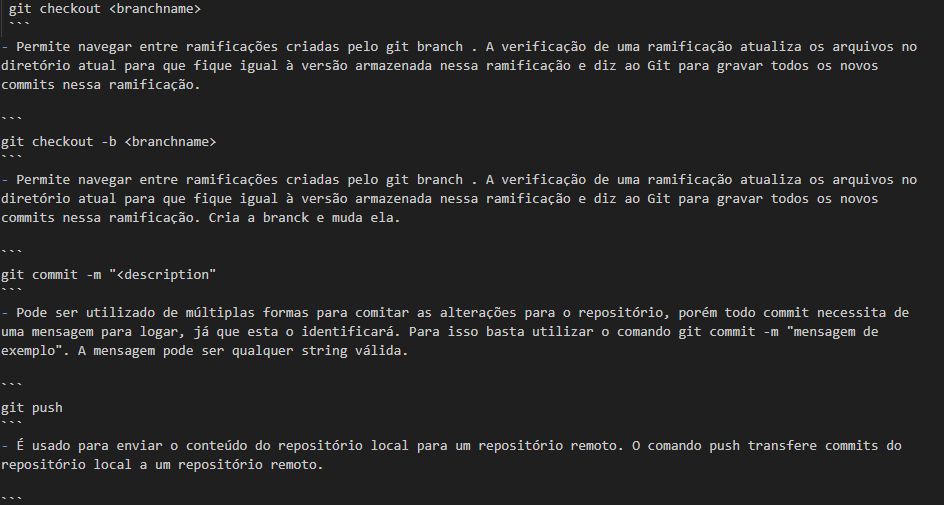 git checkout <branchname>
```
- Permite navegar entre ramificações criadas pelo git branch . A verificação de uma ramificação atualiza os arquivos no
diretório atual para que fique igual à versão armazenada nessa ramificação e diz ao Git para gravar todos os novos
commits nessa ramificação.
```
git checkout -b <branchname>
```
- Permite navegar entre ramificações criadas pelo git branch . A verificação de uma ramificação atualiza os arquivos no
diretório atual para que fique igual à versão armazenada nessa ramificação e diz ao Git para gravar todos os novos
commits nessa ramificação. Cria a branck e muda ela.
```
git commit -m "<description"
```
- Pode ser utilizado de múltiplas formas para comitar as alterações para o repositório, porém todo commit necessita de
uma mensagem para logar, já que esta o identificará. Para isso basta utilizar o comando git commit -m "mensagem de
exemplo". A mensagem pode ser qualquer string válida.
```
git push
```
- É usado para enviar o conteúdo do repositório local para um repositório remoto. O comando push transfere commits do
repositório local a um repositório remoto.
```